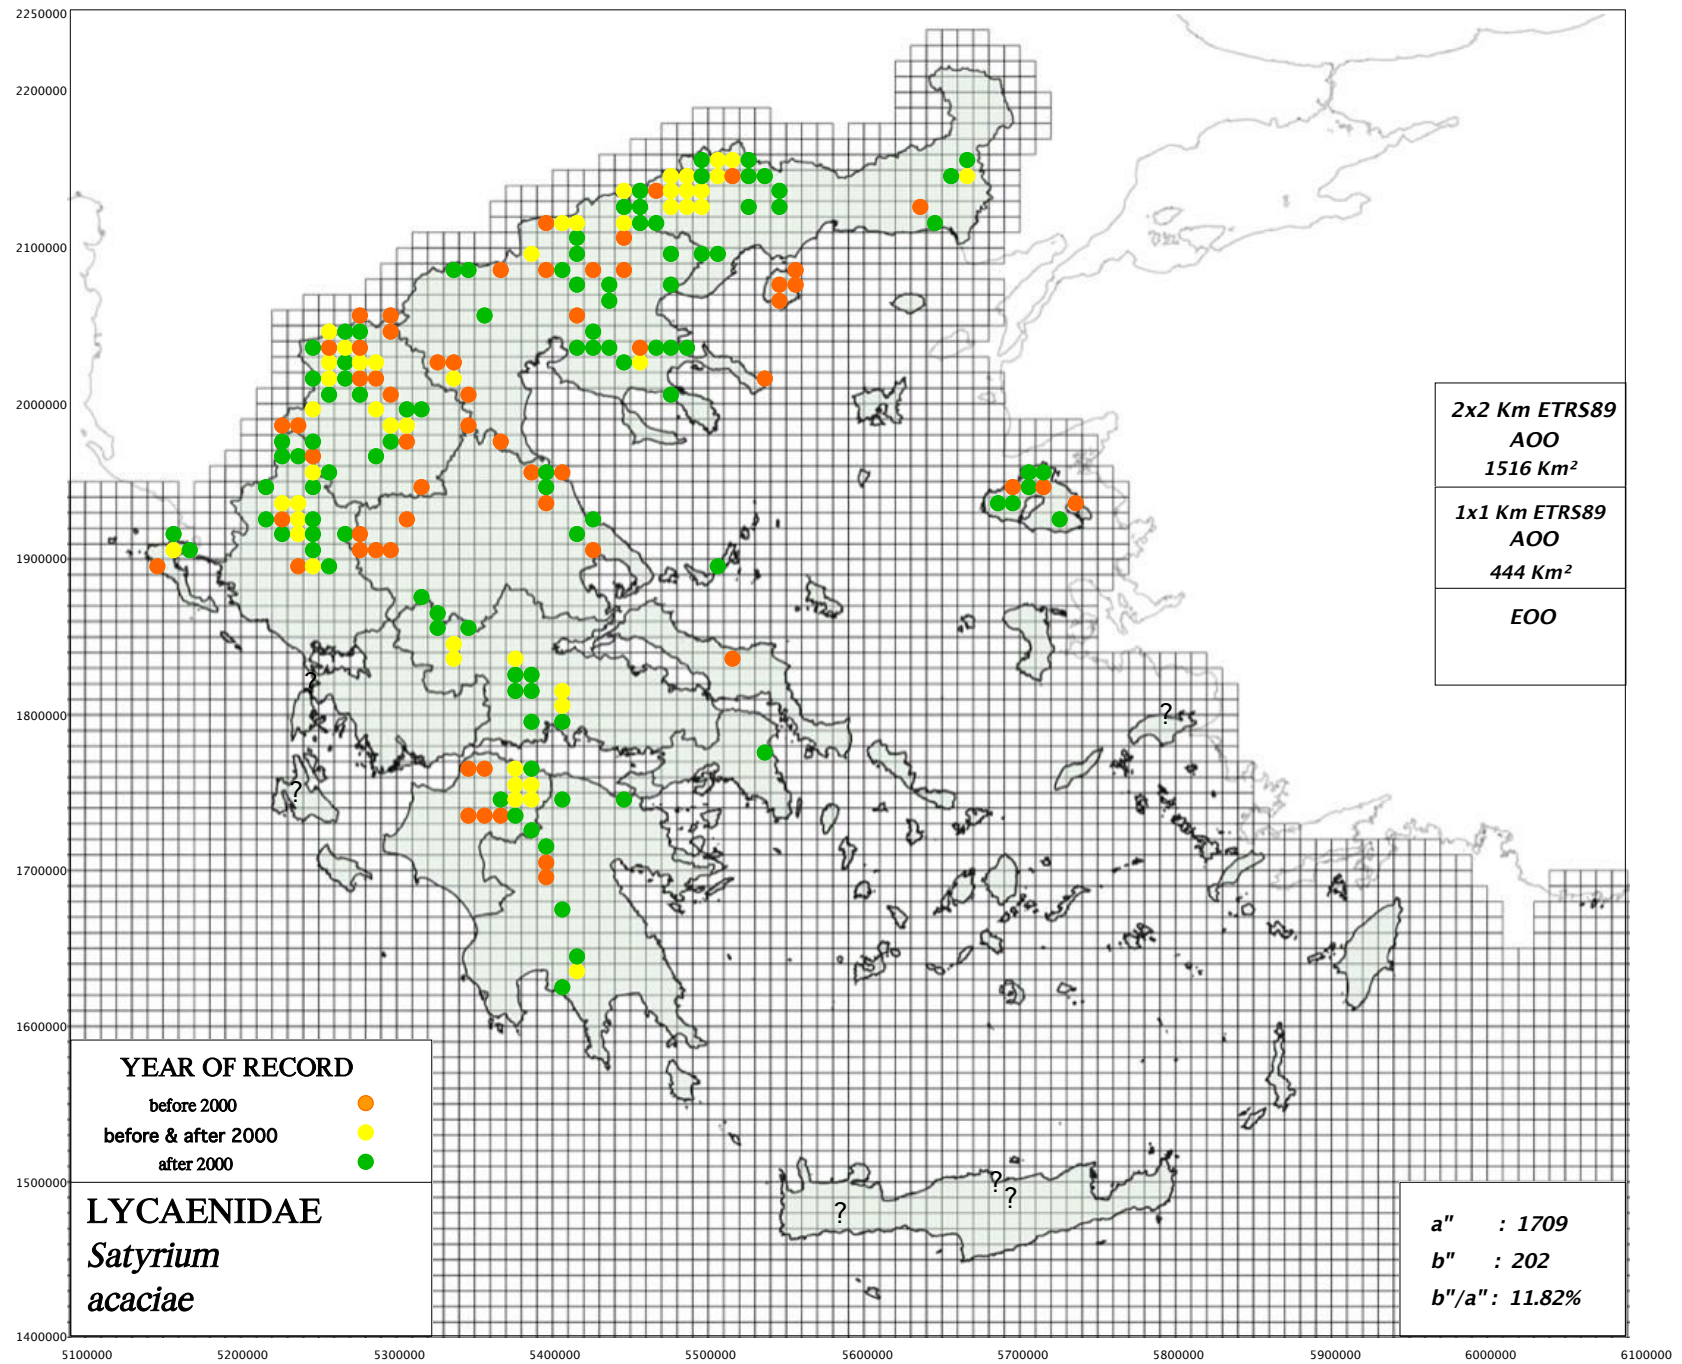 2250000
2200000
2100000
2000000
1900000
1800000
1700000
1600000
1500000
1400000
5100000 5200000 5300000 5400000 5500000 5600000 5700000 5800000 5900000 6000000 6100000
2x2 Km ETRS89
AOO
1516 Km²
1x1 Km ETRS89
AOO
444 Km²
EOO
?
?
?
?
?
?
YEAR OF RECORD
before 2000
before & after 2000
after 2000
LYCAENIDAE
Satyrium
acaciae
a" : 1709
b" : 202
b"/a" : 11.82%